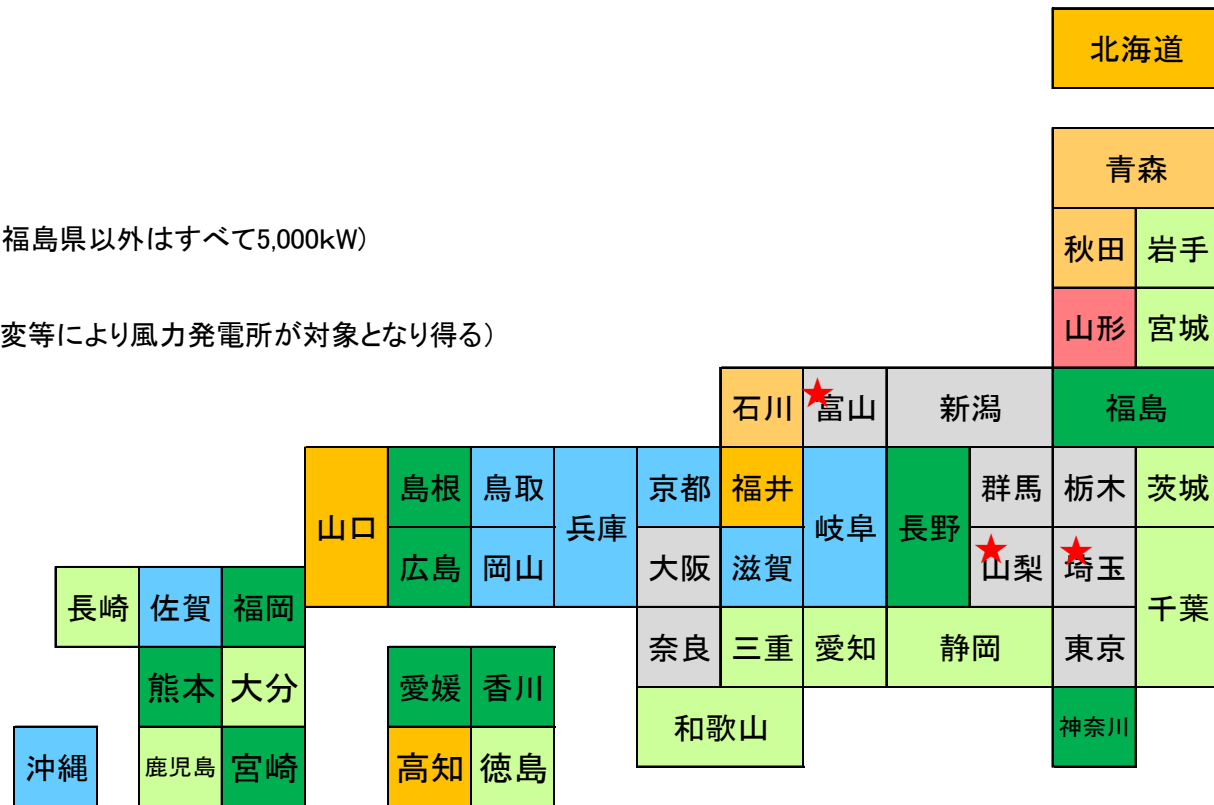 北海道
青森
福島県以外はすべて5,000kW)
秋田 岩手
変等により風力発電所が対象となり得る)
山形 宮城
石川 富山 新潟 福島
島根 鳥取 京都 福井 群馬 栃木 茨城
山口 兵庫 岐阜 長野
広島 岡山 大阪 滋賀 山梨 埼玉
長崎 佐賀 福岡 千葉
奈良 三重 愛知 静岡 東京
熊本 大分 愛媛 香川
和歌山 神奈川
沖縄 鹿児島 宮崎 高知 徳島